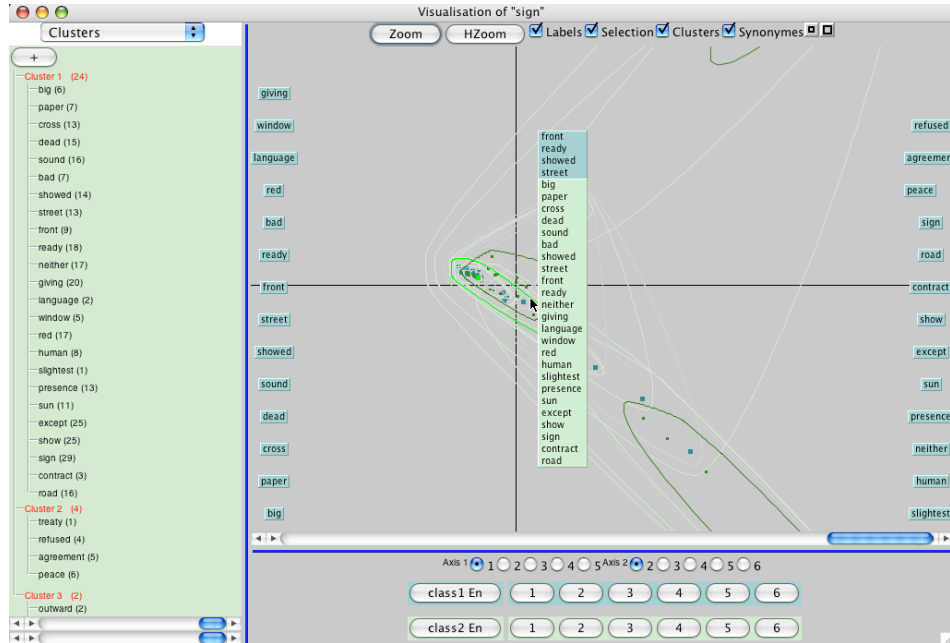 Visualisation of "sign"
Clusters
Zoom
HZoom
Labels
Selection
Clusters
Synonymes
+
Cluster 1 (24)
big (6)
paper (7)
cross (13)
dead (15)
sound (16)
bad (7)
showed (14)
street (13)
front (9)
ready (18)
neither (17)
giving (20)
language (2)
window (5)
red (17)
human (8)
slightest (1)
presence (13)
sun (11)
except (25)
show (25)
sign (29)
contract (3)
road (16)
Cluster 2 (4)
treaty (1)
refused (4)
agreement (5)
peace (6)
Cluster 3 (2)
outward (2)
giving
window
language
red
bad
ready
front
street
showed
sound
dead
cross
paper
big
front
ready
showed
street
big
paper
cross
dead
sound
bad
showed
street
front
ready
neither
giving
language
window
red
human
slightest
presence
sun
except
show
sign
contract
road
refused
agreemer
peace
sign
road
contract
show
except
sun
presence
neither
human
slightest
Axis 1 1 2 3 4 5 Axis 2 2 3 4 5 6
class1 En 1 2 3 4 5 6
class2 En 1 2 3 4 5 6